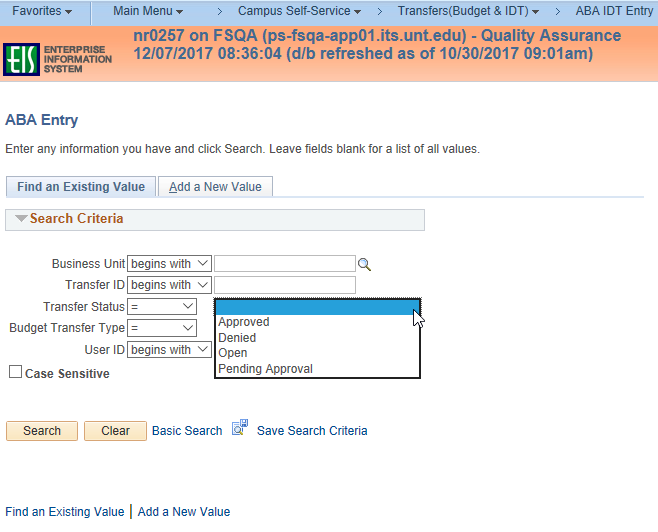 Favorites Main Menu > Campus Self-Service > Transfers(Budget & IDT) > ABA IDT Entry
nr0257 on FSQA (ps-fsqa-app01.its.unt.edu) - Quality Assurance
12/07/2017 08:36:04 (d/b refreshed as of 10/30/2017 09:01am)
EIS
ENTERPRISE
INFORMATION
SYSTEM
ABA Entry
Enter any information you have and click Search. Leave fields blank for a list of all values.
Find an Existing Value Add a New Value
Search Criteria
Business Unit begins with
Transfer ID begins with
Transfer Status =
Budget Transfer Type =
User ID begins with
Approved
Denied
Open
Pending Approval
Case Sensitive
Search Clear Basic Search Save Search Criteria
Find an Existing Value | Add a New Value